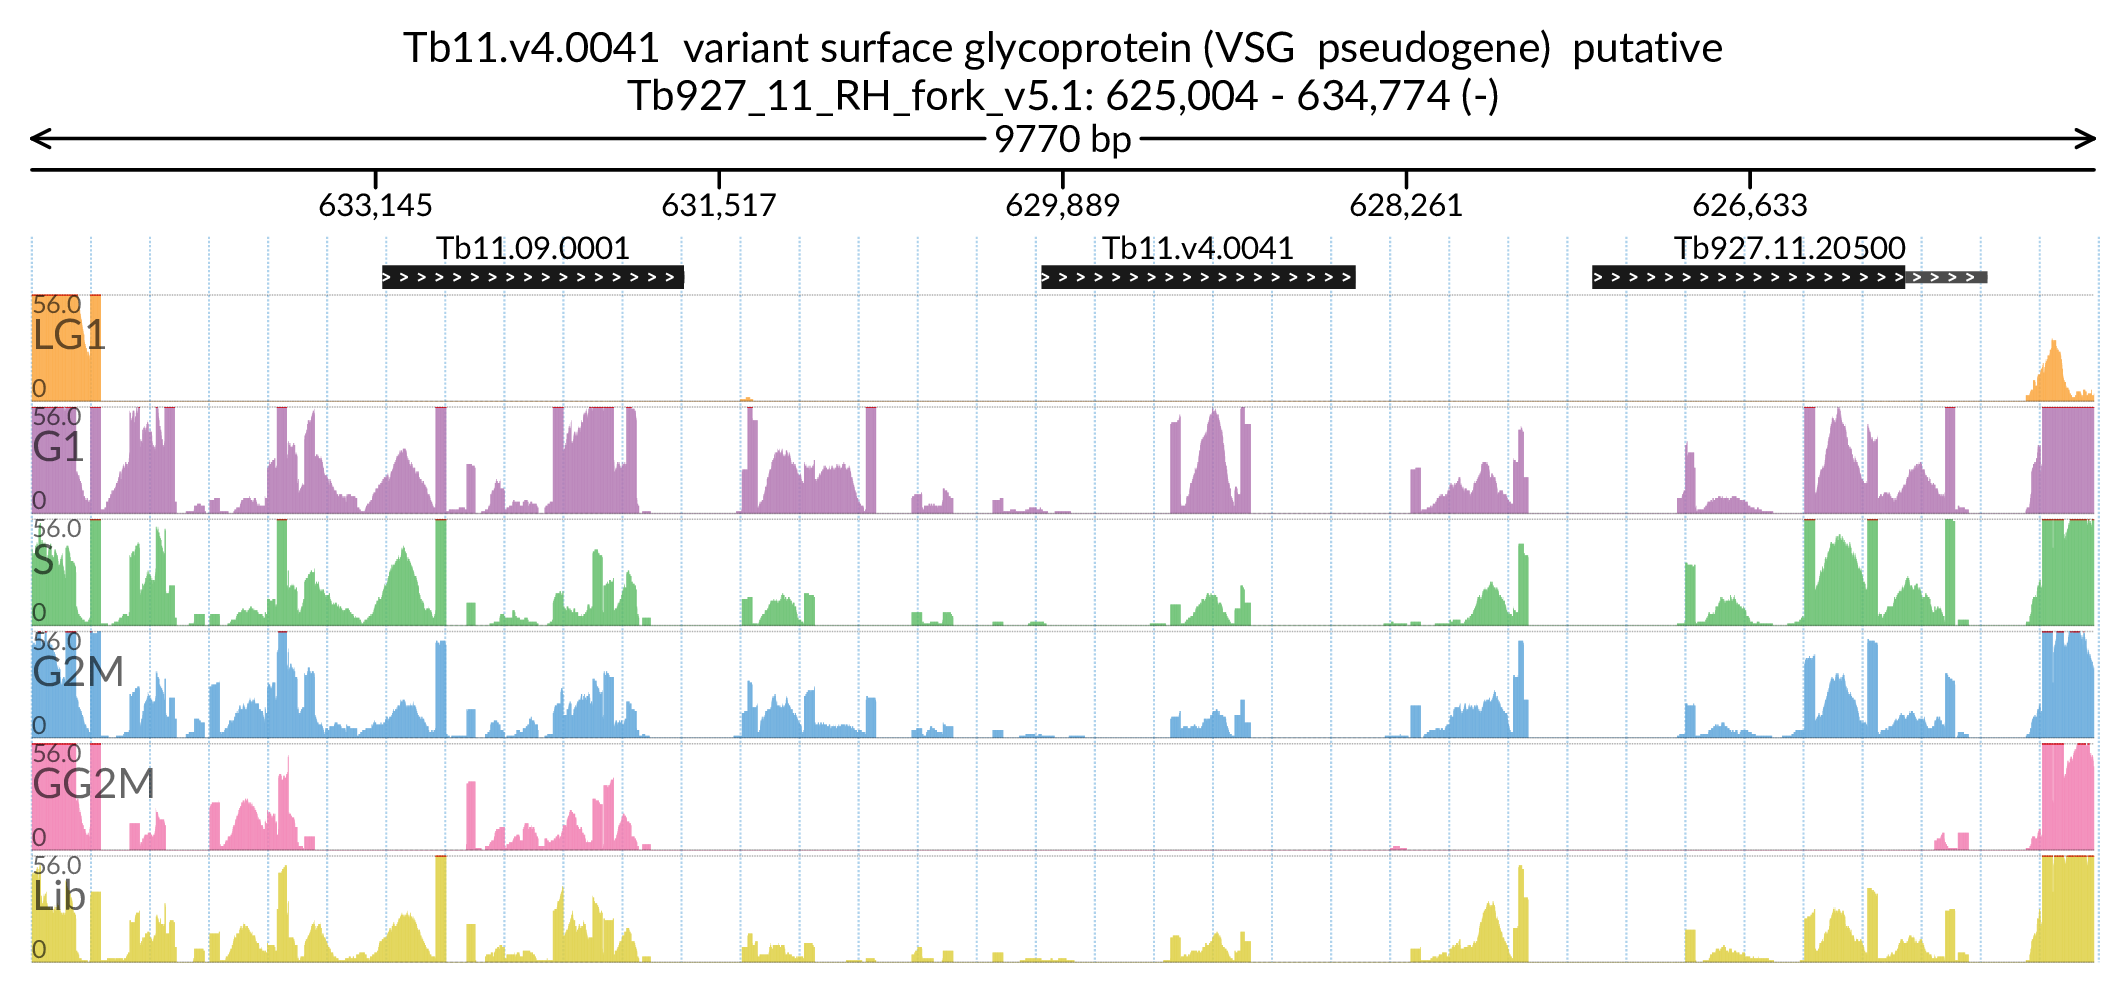 Tb11.v4.0041 variant surface glycoprotein (VSG pseudogene) putative
Tb927_11_RH_fork_v5.1: 625,004 - 634,774 (-)
9770 bp
633,145 631,517 629,889 628,261 626,633
Tb11.09.0001 Tb11.v4.0041 Tb927.11.20500
56.0
LG1
0
56.0
G1
0
56.0
S
0
56.0
G2M
0
56.0
GG2M
0
56.0
Lib
0